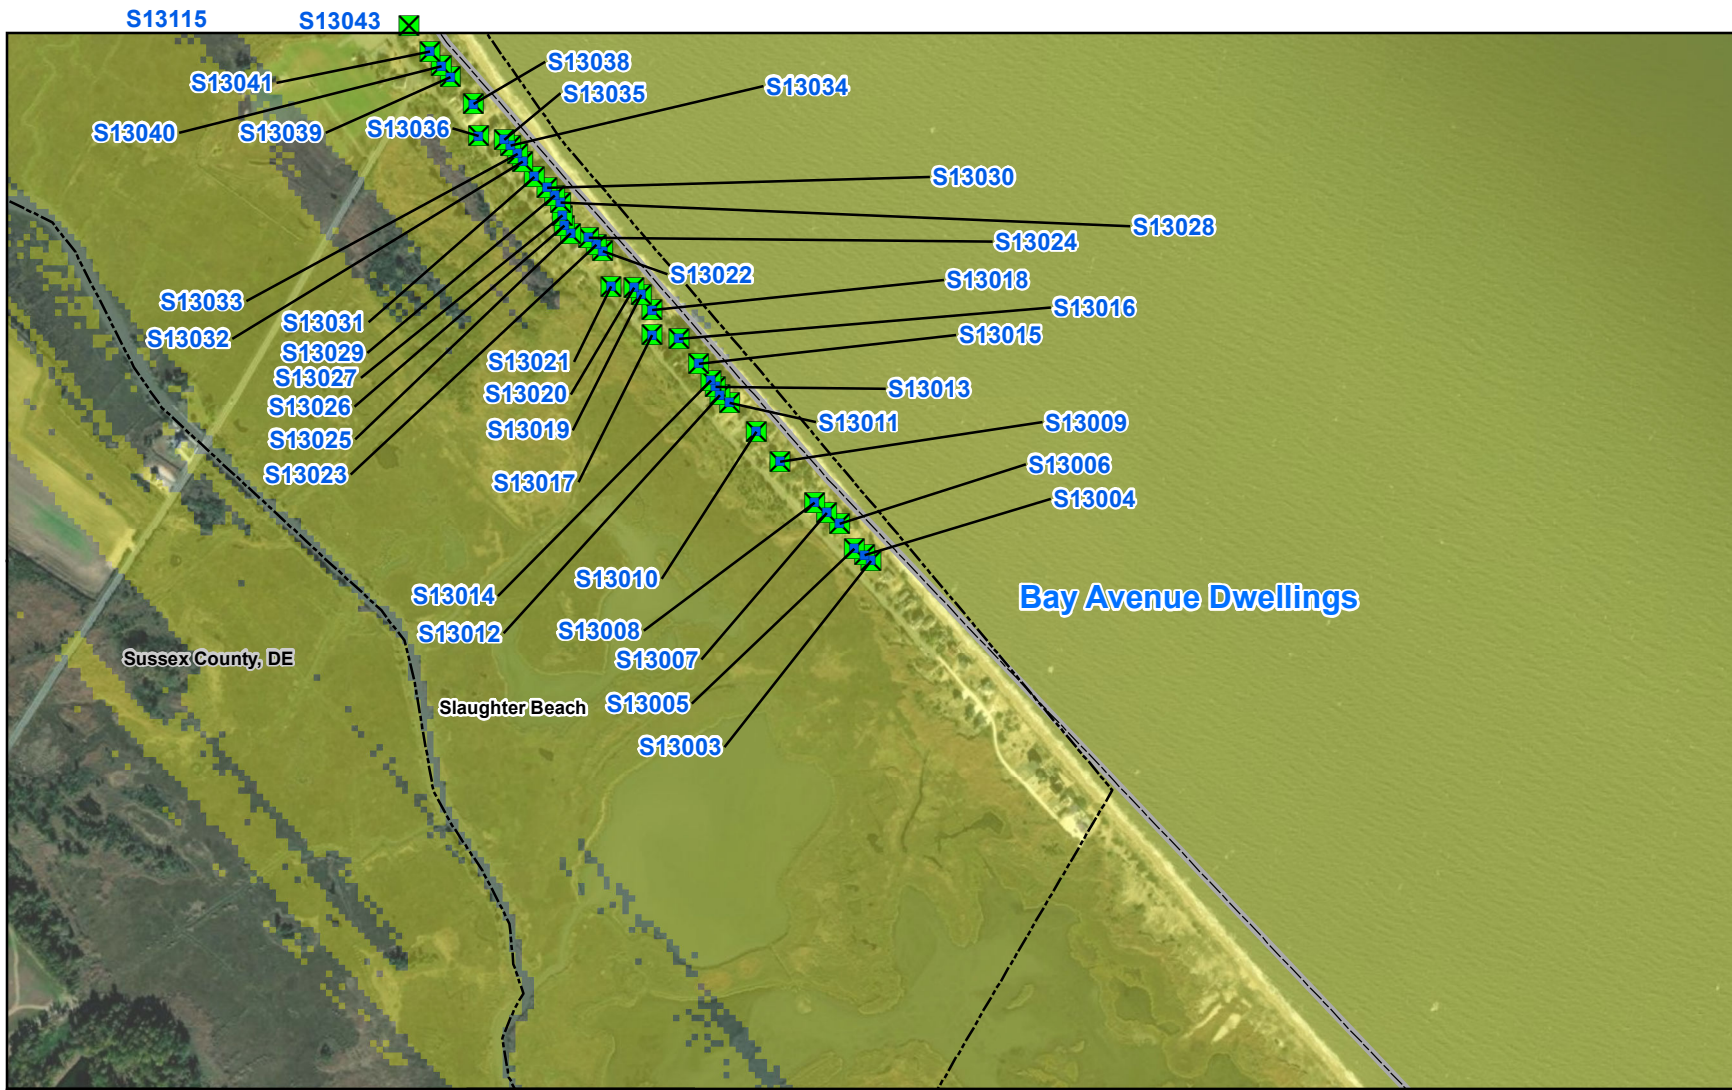 S13115
S13043
S13041
S13038
S13035
S13034
S13040
S13039
S13036
S13030
S13028
S13024
S13022
S13018
S13033
S13016
S13031
S13032
S13015
S13029
S13021
S13027
S13013
S13020
S13026
S13011
S13009
S13019
S13025
S13006
S13023
S13017
S13004
S13010
S13014
Bay Avenue Dwellings
S13008
S13012
Sussex County, DE
S13007
S13005
Slaughter Beach
S13003